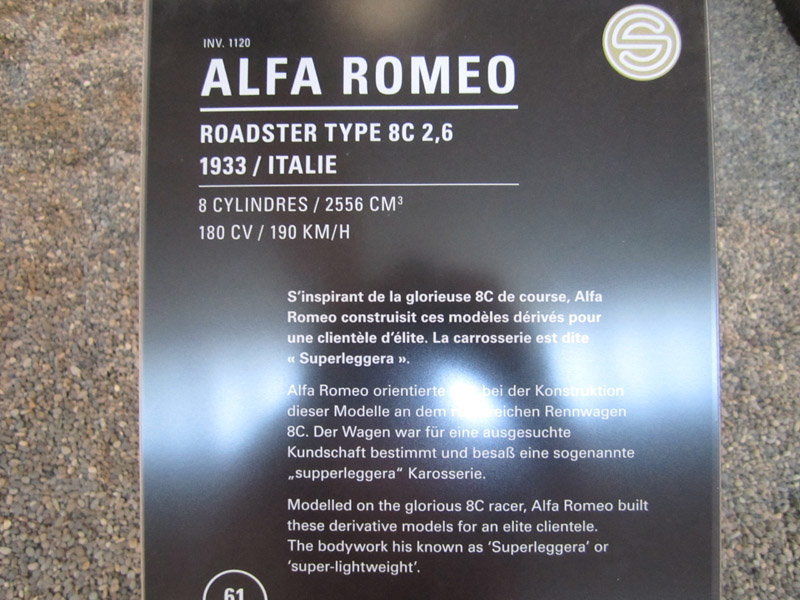 INV. 1120
ALFA ROMEO
ROADSTER TYPE 8C 2,6
1933 / ITALIE
8 CYLINDRES / 2556 CM³
180 CV / 190 KM/H
S'inspirant de la glorieuse 8C de course, Alfa
Romeo construisit ces modèles dérivés pour
une clientèle d'élite. La carrosserie est dite
« Superleggera ».
Alfa Romeo orientierte bei der Konstruktion
dieser Modelle an dem Rennwagen
8C. Der Wagen war für eine ausgesuchte
Kundschaft bestimmt und besaß eine sogenannte
„supperleggera“ Karosserie.
Modelled on the glorious 8C racer, Alfa Romeo built
these derivative models for an elite clientele.
The bodywork his known as ‘Superleggera’ or
‘super-lightweight’.
61